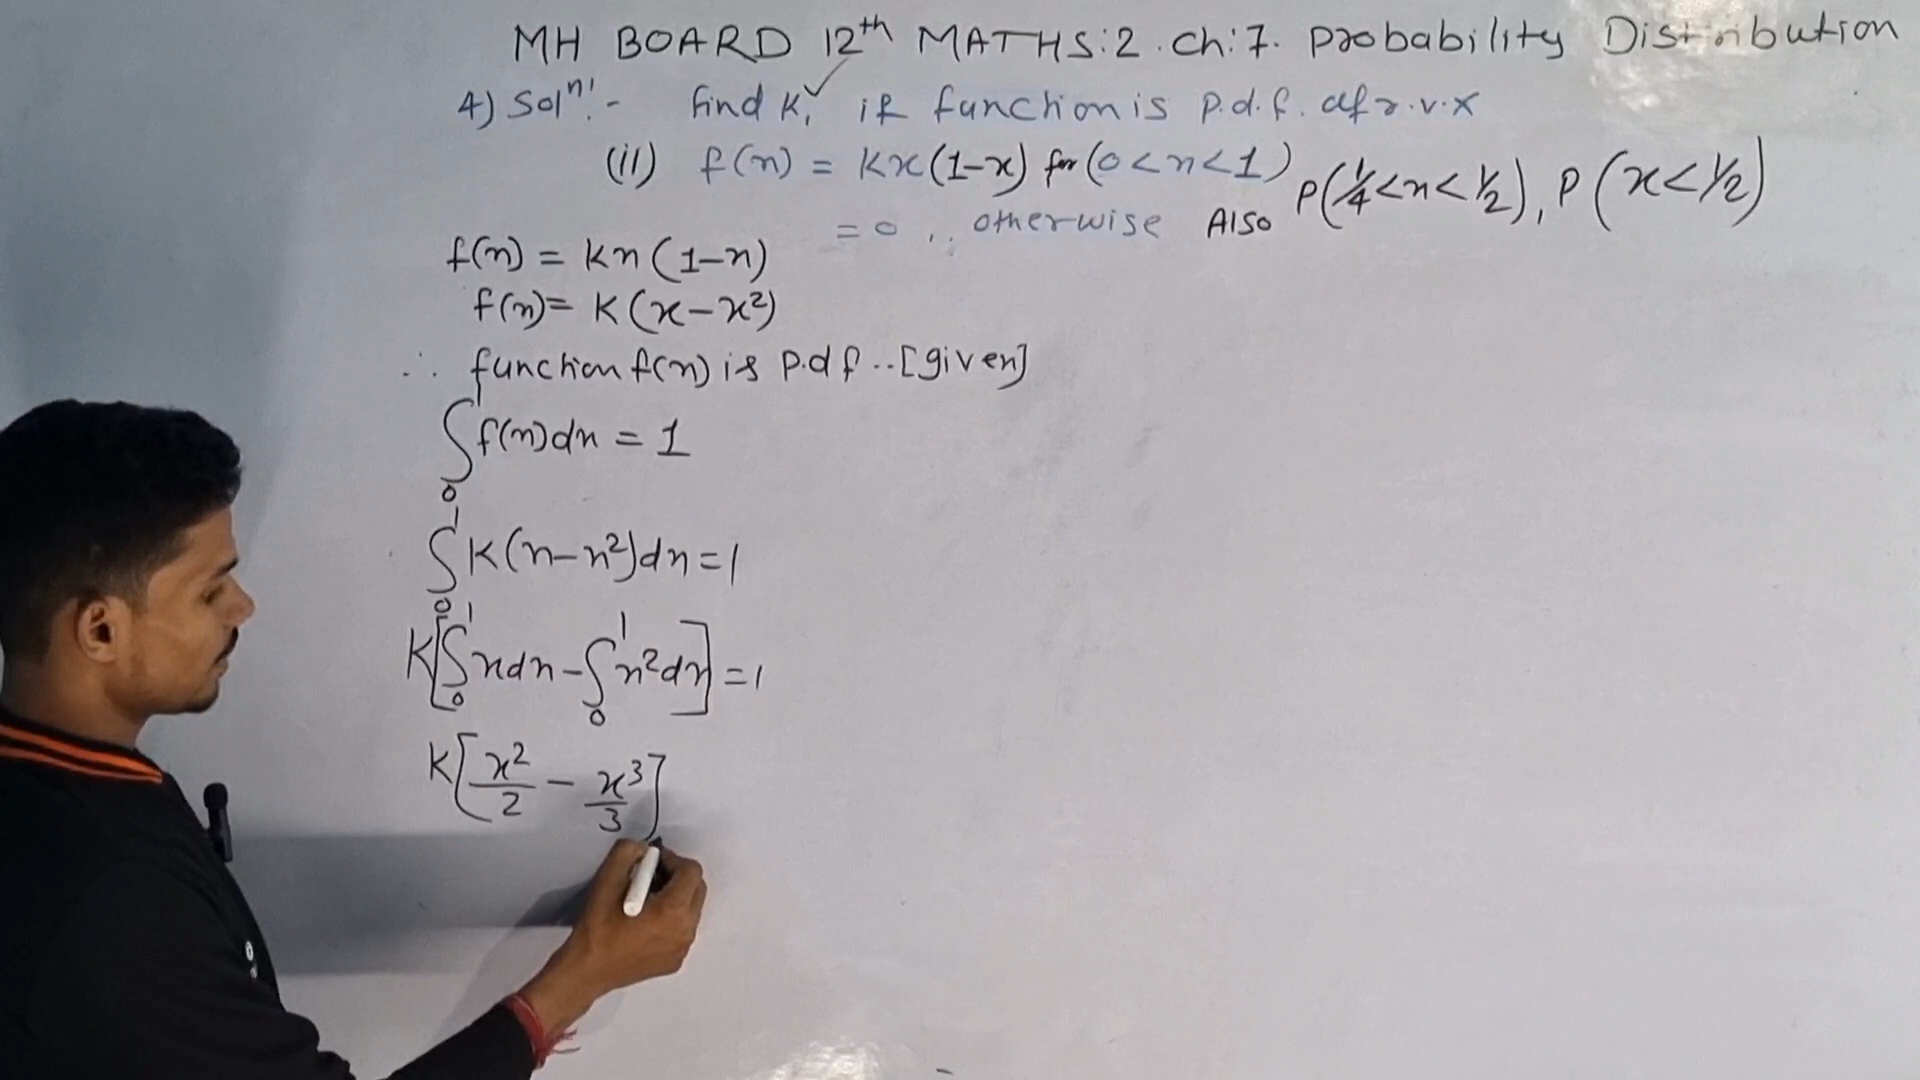 MH BOARD 12th MATHS:2. Ch:7. Probability Distribution
4) Solⁿ:- Find K, if function is p.d.f. of r.v.x
(ii) f(x) = Kx(1-x) for (0<x<1)
=0 , otherwise Also P(1/4<x<1/2), P(x<1/2)
f(x) = Kx(1-x)
f(x) = K(x-x²)
∴ function f(x) is p.d.f..[given]
∫₀¹ f(x)dx = 1
∫₀¹ K(x-x²)dx=1
K[∫₀¹ xdx-∫₀¹ x²dx]=1
K[x²/2 - x³/3]